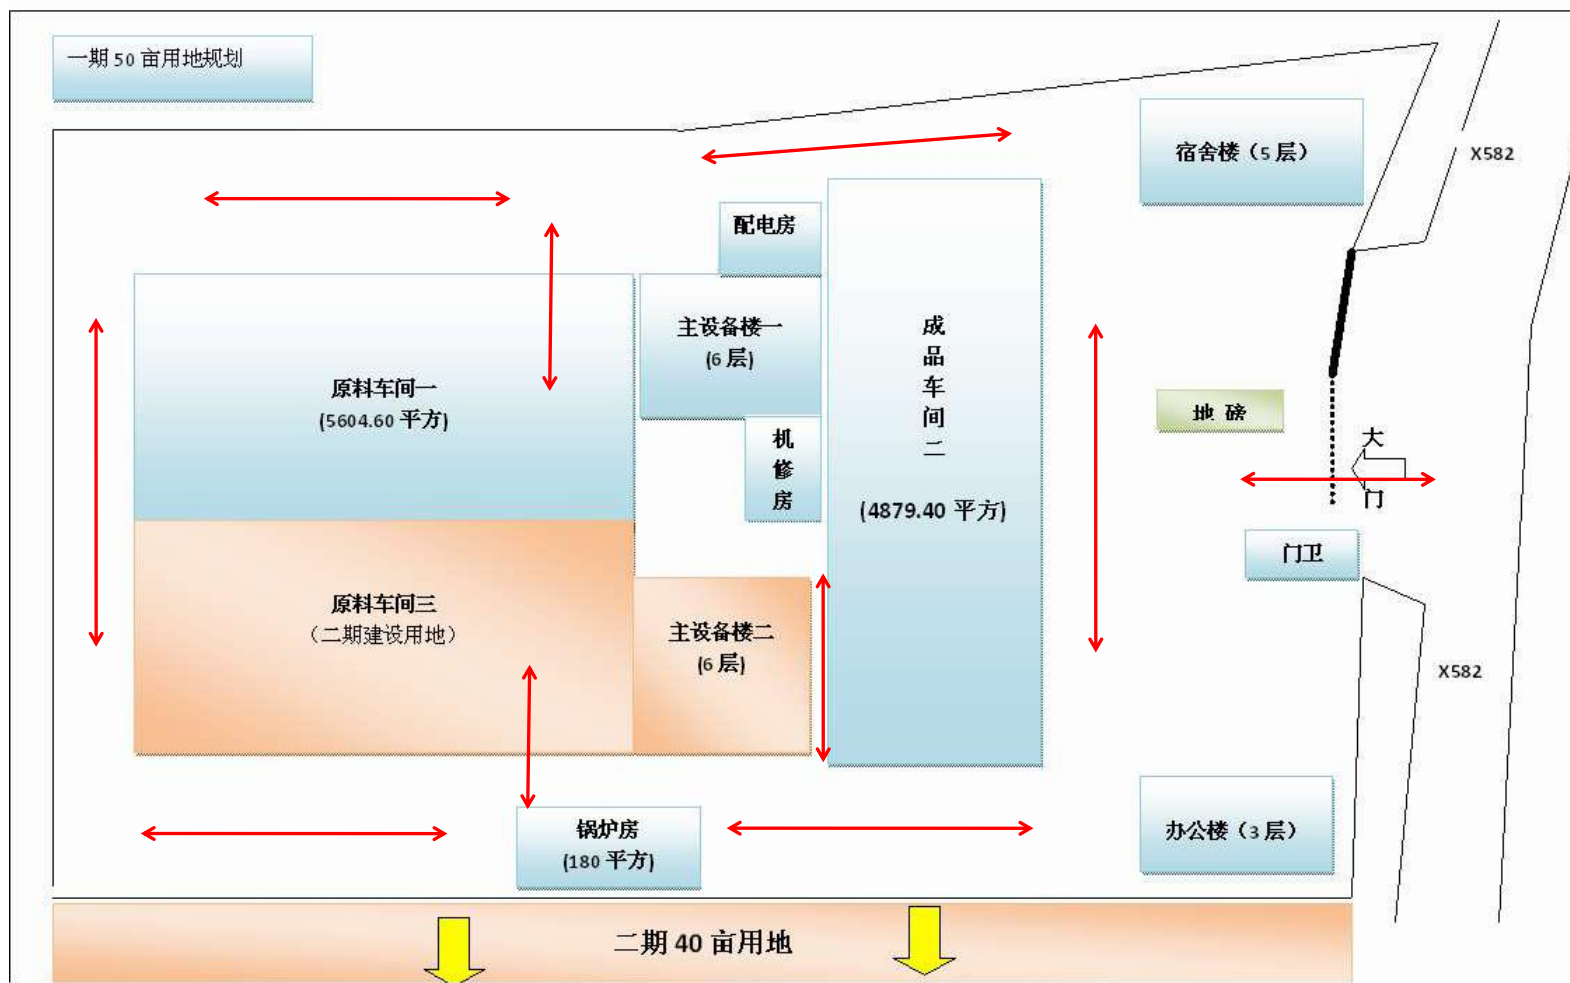 一期 50 亩用地规划
宿舍楼（5 层）
X582
配电房
主设备楼一
(6 层)
成
品
车
间
二
(4879.40 平方)
原料车间一
(5604.60 平方)
地 磅
机
修
房
大
门
门卫
原料车间三
（二期建设用地）
主设备楼二
(6 层)
X582
锅炉房
(180 平方)
办公楼（3 层）
二期 40 亩用地